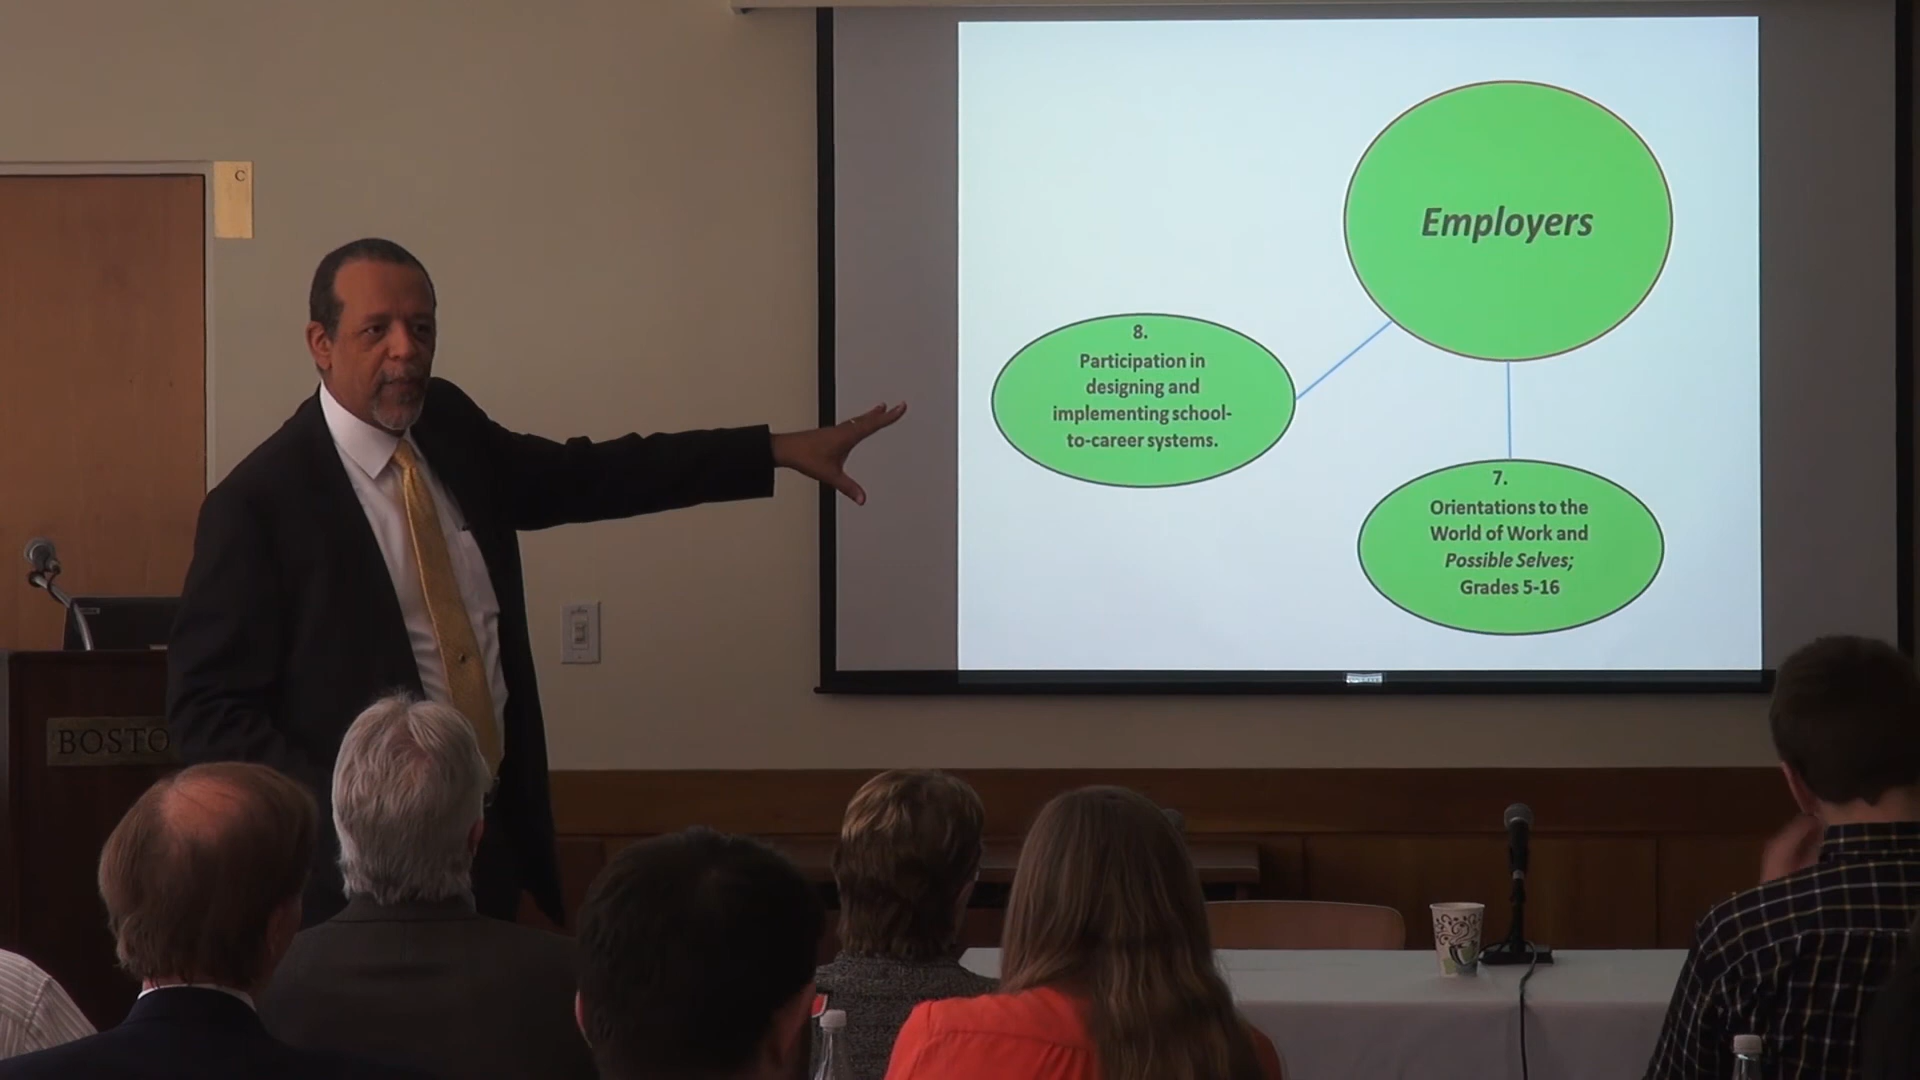 C
Employers
8.
Participation in
designing and
implementing school-
to-career systems.
7.
Orientations to the
World of Work and
Possible Selves;
Grades 5-16
BOSTO